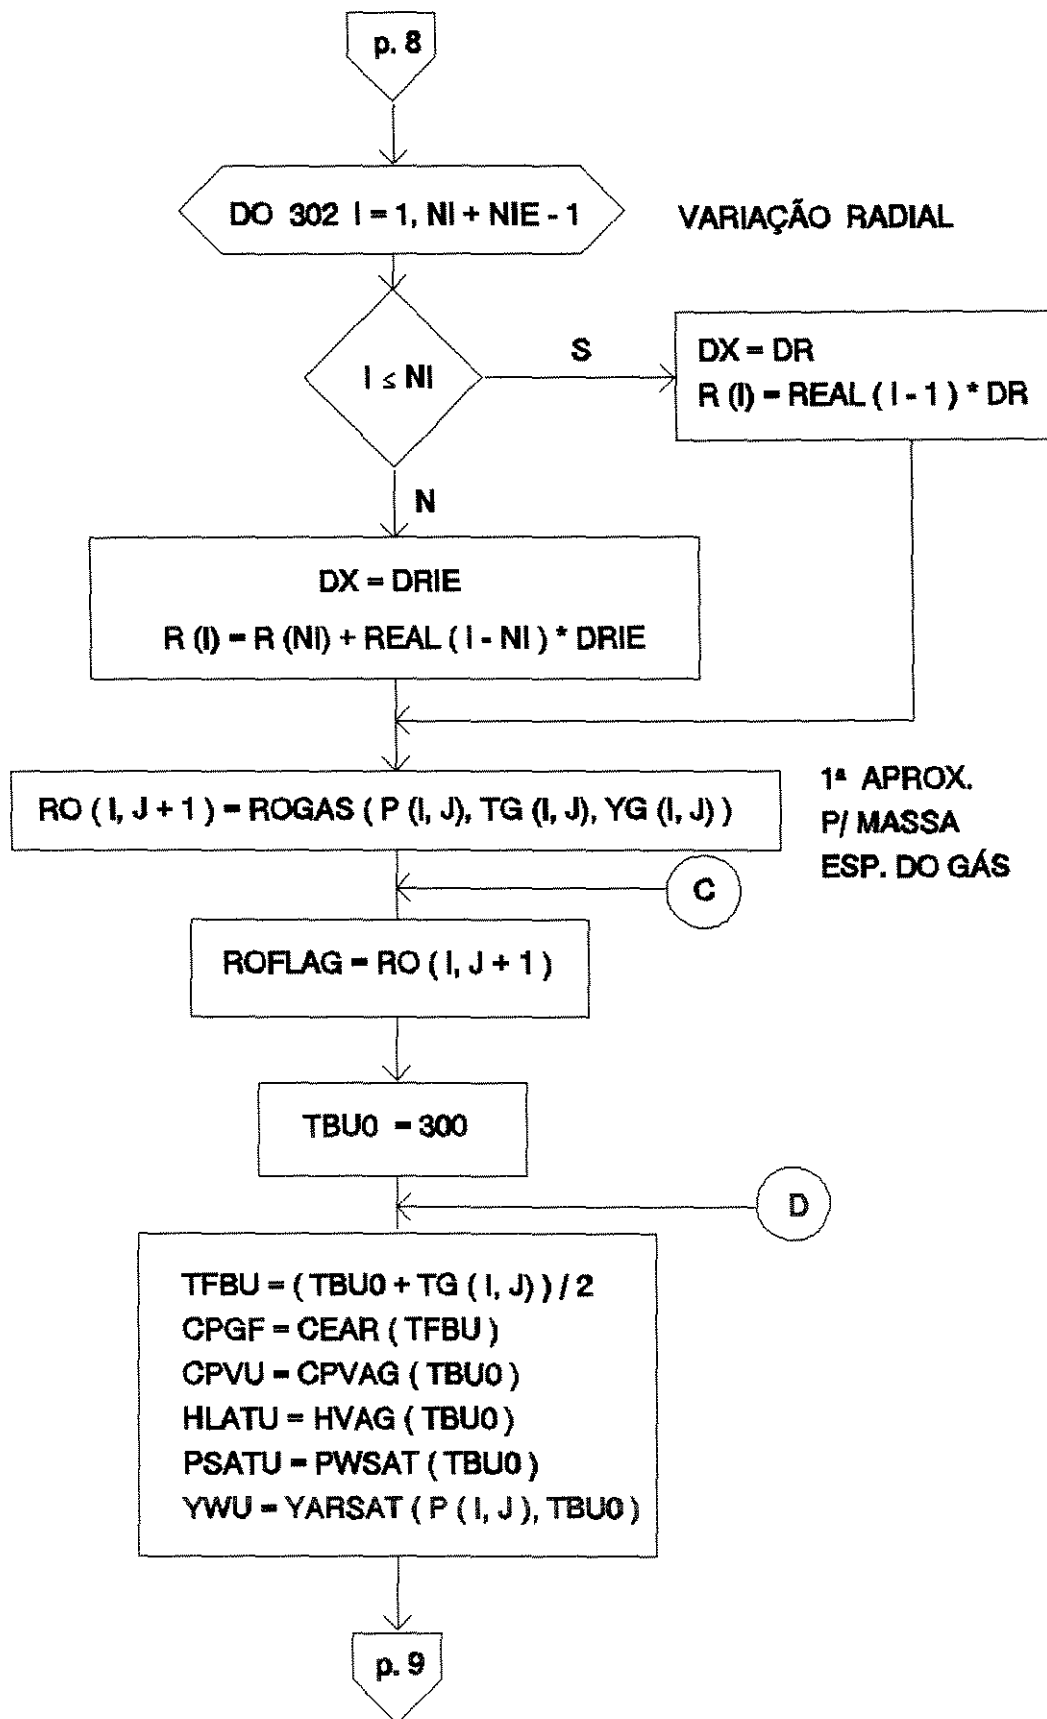 p. 8
DO 302 I = 1, NI + NIE - 1
VARIAÇÃO RADIAL
I ≤ NI
S
DX = DR
R (I) = REAL ( I - 1 ) * DR
N
DX = DRIE
R (I) = R (NI) + REAL ( I - NI ) * DRIE
RO ( I, J + 1 ) = ROGAS ( P (I, J), TG (I, J), YG (I, J) )
1ª APROX.
P/ MASSA
ESP. DO GÁS
C
ROFLAG = RO ( I, J + 1 )
TBU0 = 300
D
TFBU = ( TBU0 + TG ( I, J) ) / 2
CPGF = CEAR ( TFBU )
CPVU = CPVAG ( TBU0 )
HLATU = HVAG ( TBU0 )
PSATU = PWSAT ( TBU0 )
YWU = YARSAT ( P ( I, J ), TBU0 )
p. 9